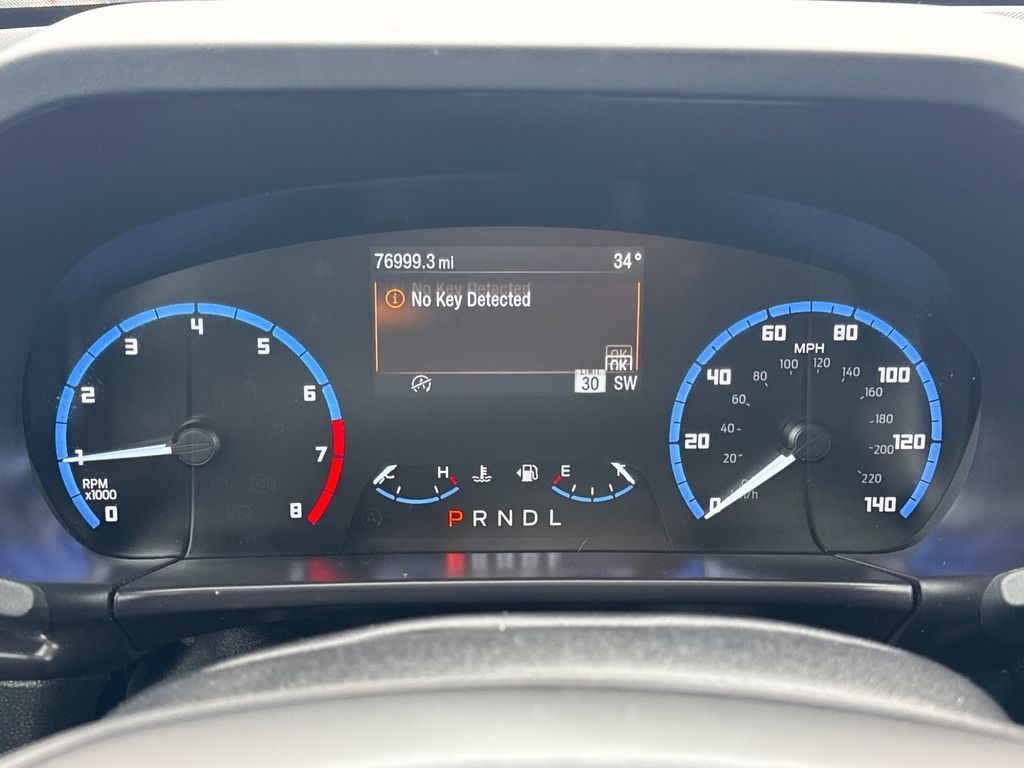 76999.3 mi 34°
No Key Detected
No Key Detected
OK
OK
LIMIT
30 SW
0 1 2 3 4 5 6 7 8
RPM
x1000
C H
E
P R N D L
0 20 40 60 80 100 120 140
MPH
20 40 60 80 100 120 140 160 180 200 220